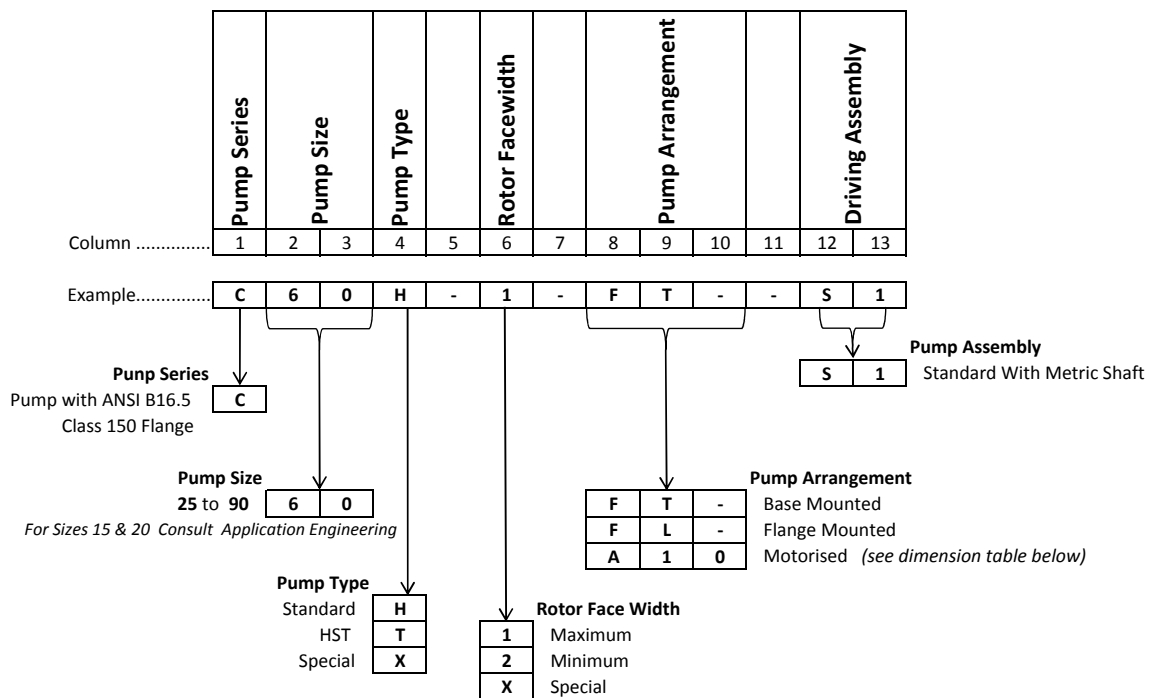 Pump Series Pump Size Pump Type Rotor Facewidth Pump Arrangement Driving Assembly
Column ............... 1 2 3 4 5 6 7 8 9 10 11 12 13
Example............... C 6 0 H - 1 - F T - - S 1
Pump Assembly
S 1 Standard With Metric Shaft
Punp Series
Pump with ANSI B16.5 C
Class 150 Flange
Pump Size
25 to 90 6 0
For Sizes 15 & 20 Consult Application Engineering
Pump Arrangement
F T - Base Mounted
F L - Flange Mounted
A 1 0 Motorised (see dimension table below)
Pump Type
Standard H
HST T
Special X
Rotor Face Width
1 Maximum
2 Minimum
X Special